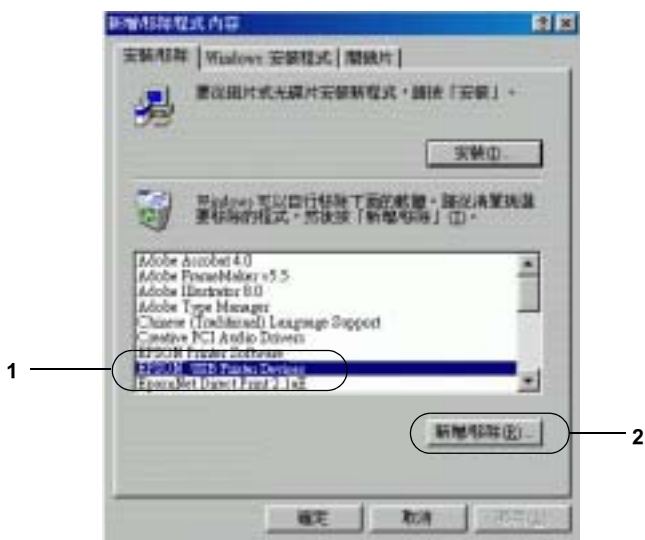 新增/移除程式 內容
安裝/移除 Windows 安裝程式 開機片
要從磁片或光碟片安裝新程式，請按「安裝」。
安裝(I)...
Windows 可以自行移除下面的軟體。請從清單挑選
要移除的程式，然後按「新增/移除」(T)。
Adobe Acrobat 4.0
Adobe FrameMaker v5.5
Adobe Illustrator 8.0
Adobe Type Manager
Chinese (Traditional) Language Support
Creative PCI Audio Drivers
EPSON Printer Software
EPSON USB Printer Devices
EpsonNet Direct Print 2.1aE
1
新增/移除(R)...
2
確定 取消